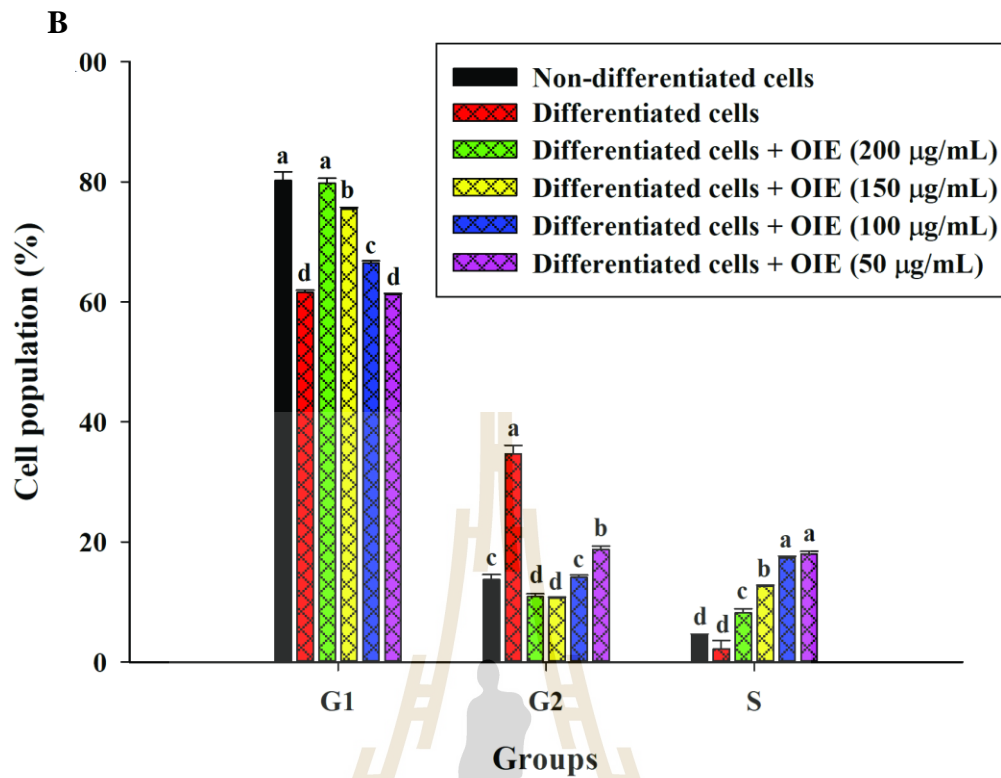 B
00
Non-differentiated cells
Differentiated cells
Differentiated cells + OIE (200 µg/mL)
Differentiated cells + OIE (150 µg/mL)
Differentiated cells + OIE (100 µg/mL)
Differentiated cells + OIE (50 µg/mL)
80
60
40
20
0
Cell population (%)
a d a b c d
c a d d c b
d d c b a a
G1 G2 S
Groups